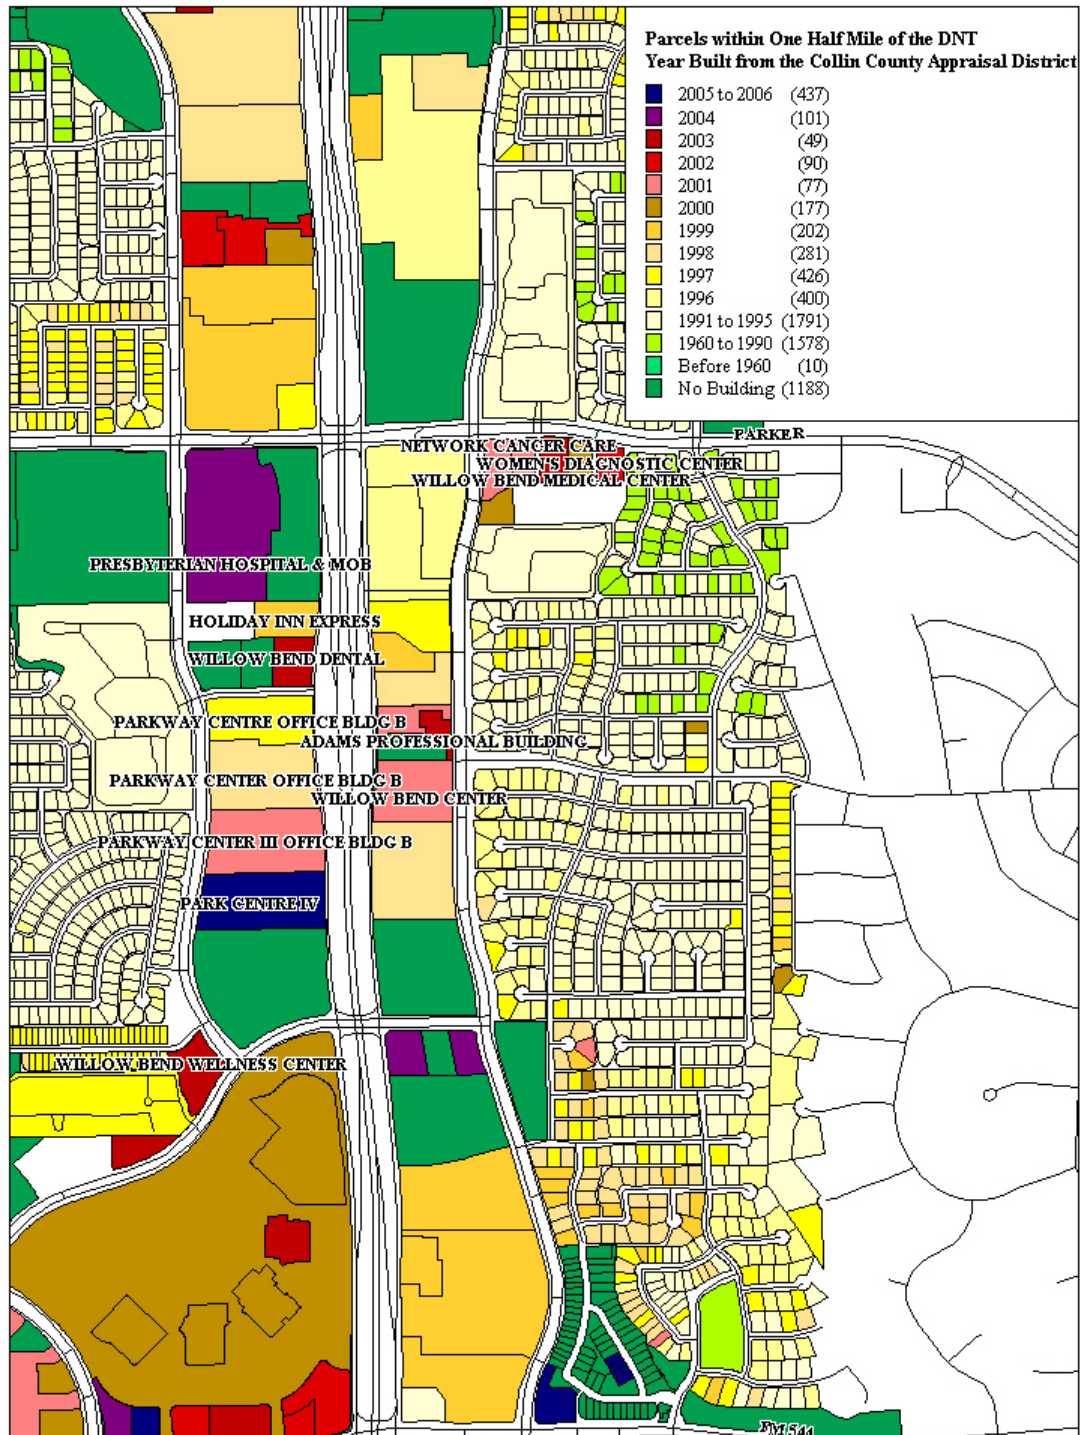 Parcels within One Half Mile of the DNT
Year Built from the Collin County Appraisal District
2005 to 2006 (437)
2004 (101)
2003 (49)
2002 (90)
2001 (77)
2000 (177)
1999 (202)
1998 (281)
1997 (426)
1996 (400)
1991 to 1995 (1791)
1960 to 1990 (1578)
Before 1960 (10)
No Building (1188)
PARKER
NETWORK CANCER CARE
WOMEN'S DIAGNOSTIC CENTER
WILLOW BEND MEDICAL CENTER
PRESBYTERIAN HOSPITAL & MOB
HOLIDAY INN EXPRESS
WILLOW BEND DENTAL
PARKWAY CENTRE OFFICE BLDG B
ADAMS PROFESSIONAL BUILDING
PARKWAY CENTER OFFICE BLDG B
WILLOW BEND CENTER
PARKWAY CENTER III OFFICE BLDG B
PARK CENTRE IV
WILLOW BEND WELLNESS CENTER
FM 544